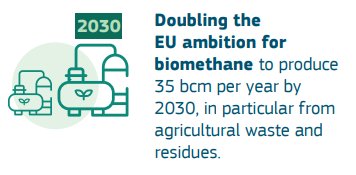 2030
Doubling the
EU ambition for
biomethane to produce
35 bcm per year by
2030, in particular from
agricultural waste and
residues.